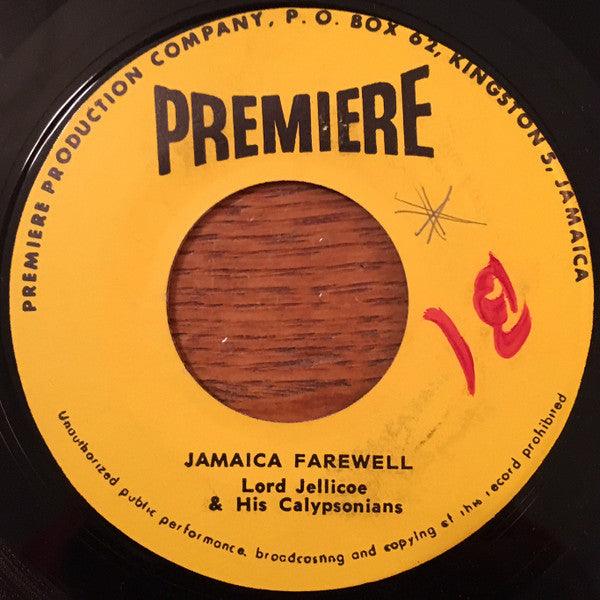 PREMIERE PRODUCTION COMPANY, P. O. BOX 62, KINGSTON 5, JAMAICA
PREMIERE
JAMAICA FAREWELL
Lord Jellicoe
& His Calypsonians
Unauthorized public performance, broadcasting and copying of this record prohibited